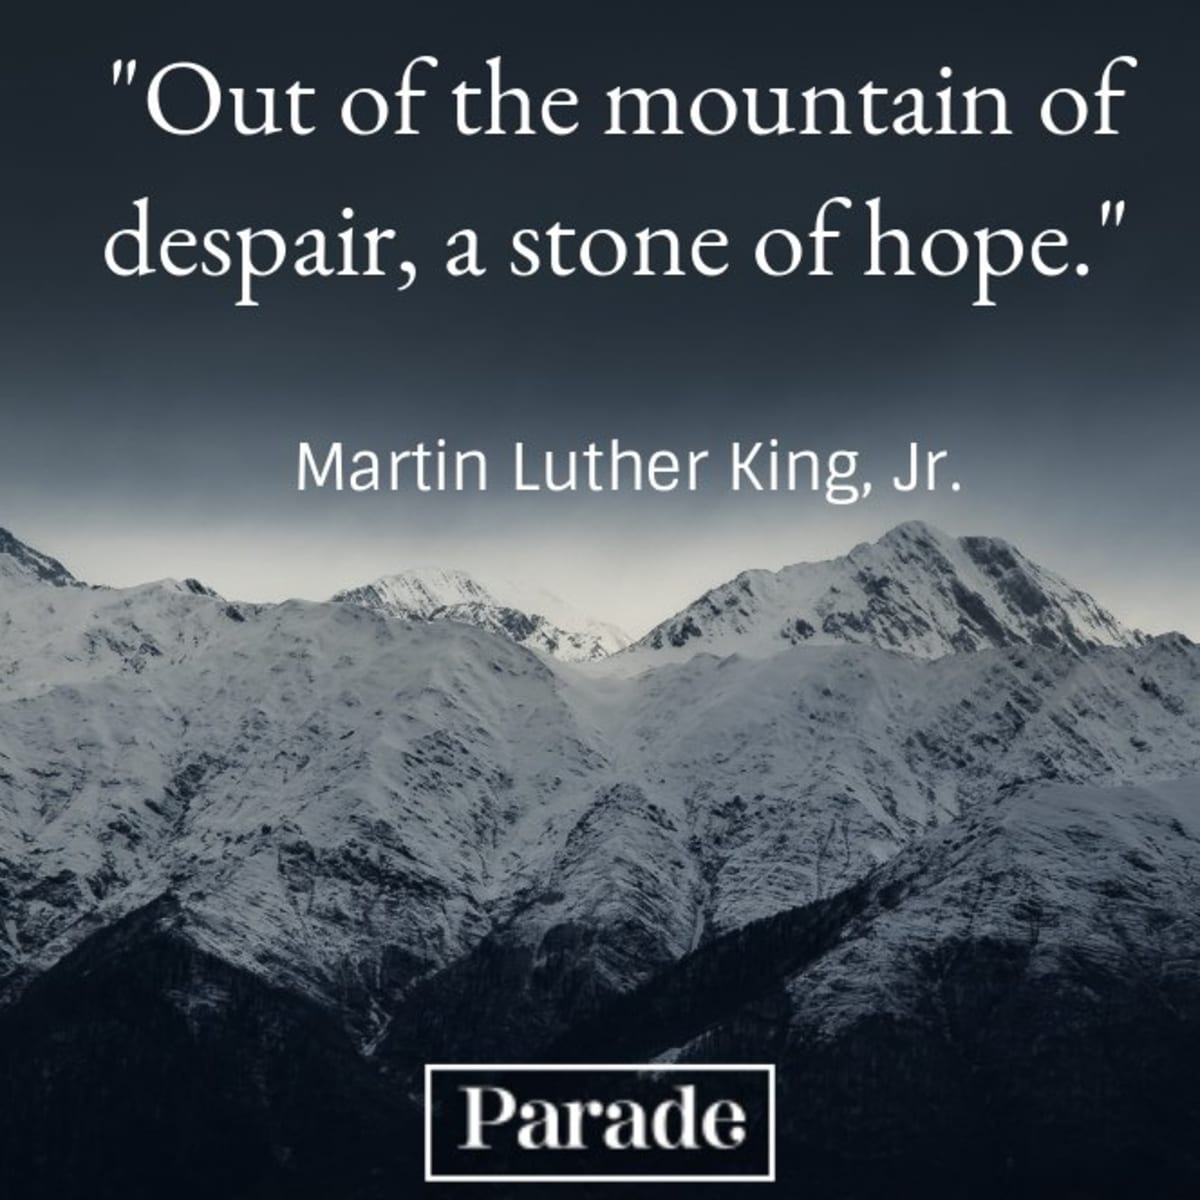 "Out of the mountain of
despair, a stone of hope."
Martin Luther King, Jr.
Parade